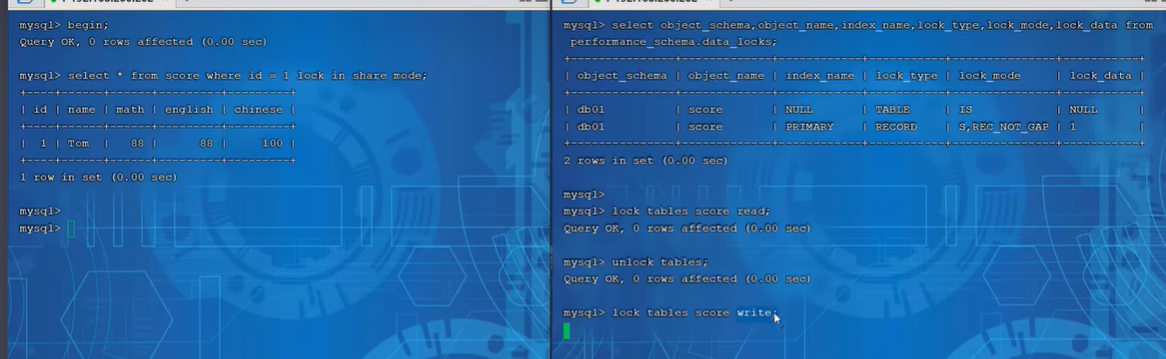 mysql> begin;
Query OK, 0 rows affected (0.00 sec)
mysql> select * from score where id = 1 lock in share mode;
+----+------+------+---------+---------+
| id | name | math | english | chinese |
+----+------+------+---------+---------+
| 1 | Tom | 88 | 88 | 100 |
+----+------+------+---------+---------+
1 row in set (0.00 sec)
mysql>
mysql>
mysql> select object_schema,object_name,index_name,lock_type,lock_mode,lock_data from
performance_schema.data_locks;
+---------------+-------------+------------+-----------+---------------+-----------+
| object_schema | object_name | index_name | lock_type | lock_mode | lock_data |
+---------------+-------------+------------+-----------+---------------+-----------+
| db01 | score | NULL | TABLE | IS | NULL |
| db01 | score | PRIMARY | RECORD | S,REC_NOT_GAP | 1 |
+---------------+-------------+------------+-----------+---------------+-----------+
2 rows in set (0.00 sec)
mysql>
mysql> lock tables score read;
Query OK, 0 rows affected (0.00 sec)
mysql> unlock tables;
Query OK, 0 rows affected (0.00 sec)
mysql> lock tables score write;